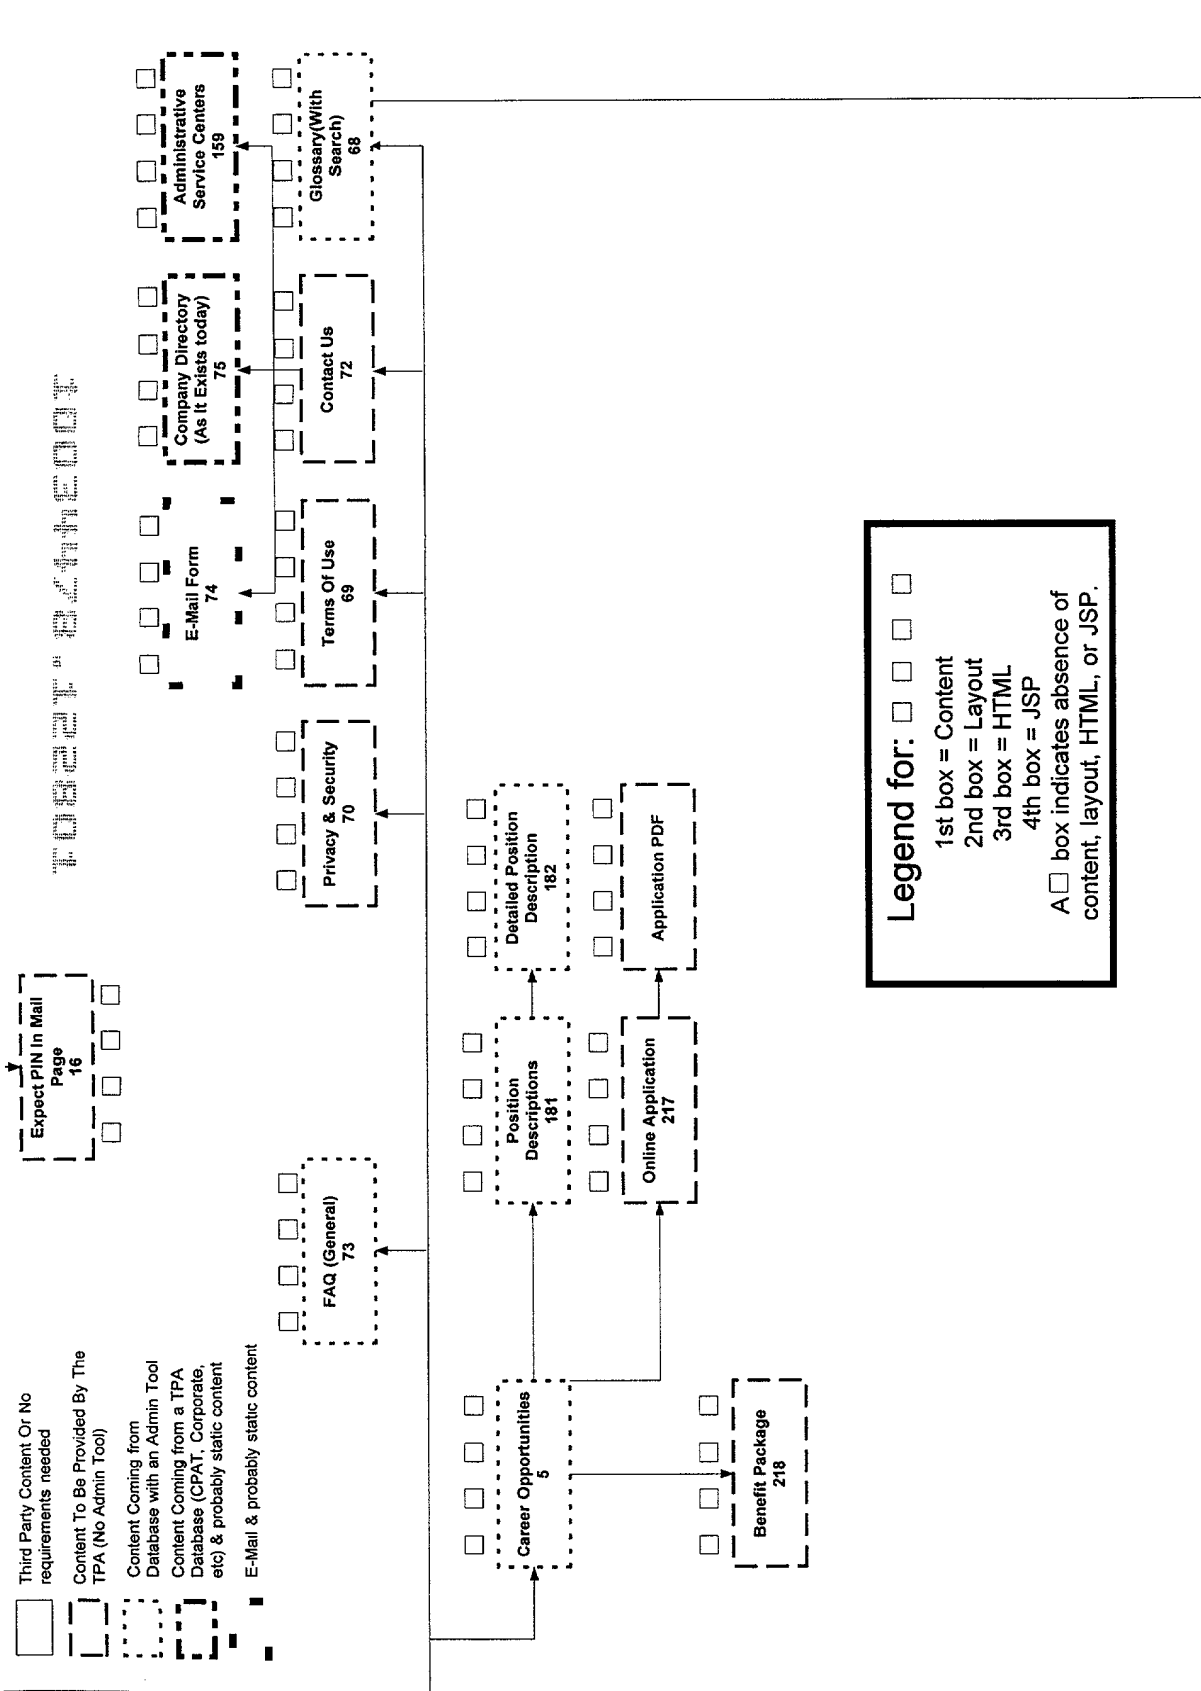 Third Party Content Or No
requirements needed
Content To Be Provided By The
TPA (No Admin Tool)
Content Coming from
Database with an Admin Tool
Content Coming from a TPA
Database (CPAT, Corporate,
etc) & probably static content
E-Mail & probably static content
Expect PIN In Mail
Page
16
E-Mail Form
74
Company Directory
(As It Exists today)
75
Administrative
Service Centers
159
FAQ (General)
73
Privacy & Security
70
Terms Of Use
69
Contact Us
72
Glossary(With
Search)
68
Career Opportunities
5
Position
Descriptions
181
Detailed Position
Description
182
Online Application
217
Application PDF
Benefit Package
218
Legend for: □ □ □ □
1st box = Content
2nd box = Layout
3rd box = HTML
4th box = JSP
A □ box indicates absence of
content, layout, HTML, or JSP.